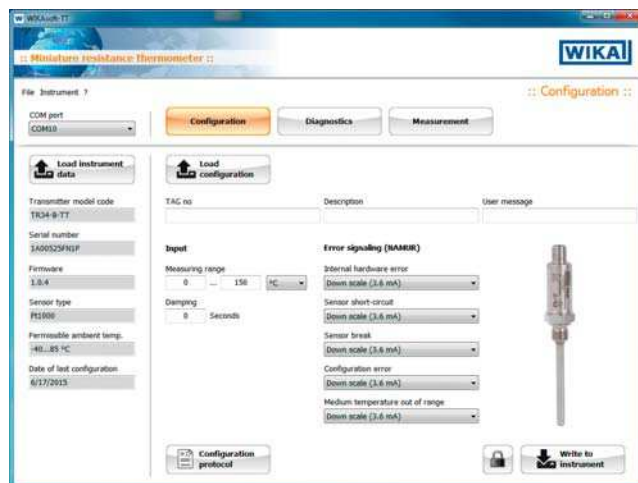 WIKAsoft-TT
:: Miniature resistance thermometer ::
WIKA
File Instrument ?
:: Configuration ::
COM port
COM10
Configuration
Diagnostics
Measurement
Load instrument
data
Load
configuration
Transmitter model code
TR34-B-TT
TAG no
Description
User message
Serial number
1A00525FN1P
Input
Error signaling (NAMUR)
Firmware
1.0.4
Measuring range
0 ... 150 °C
Internal hardware error
Down scale (3.6 mA)
Sensor type
Pt1000
Damping
0 Seconds
Sensor short-circuit
Down scale (3.6 mA)
Permissible ambient temp.
-40...85 °C
Sensor break
Down scale (3.6 mA)
Date of last configuration
6/17/2015
Configuration error
Down scale (3.6 mA)
Medium temperature out of range
Down scale (3.6 mA)
Configuration
protocol
Write to
instrument